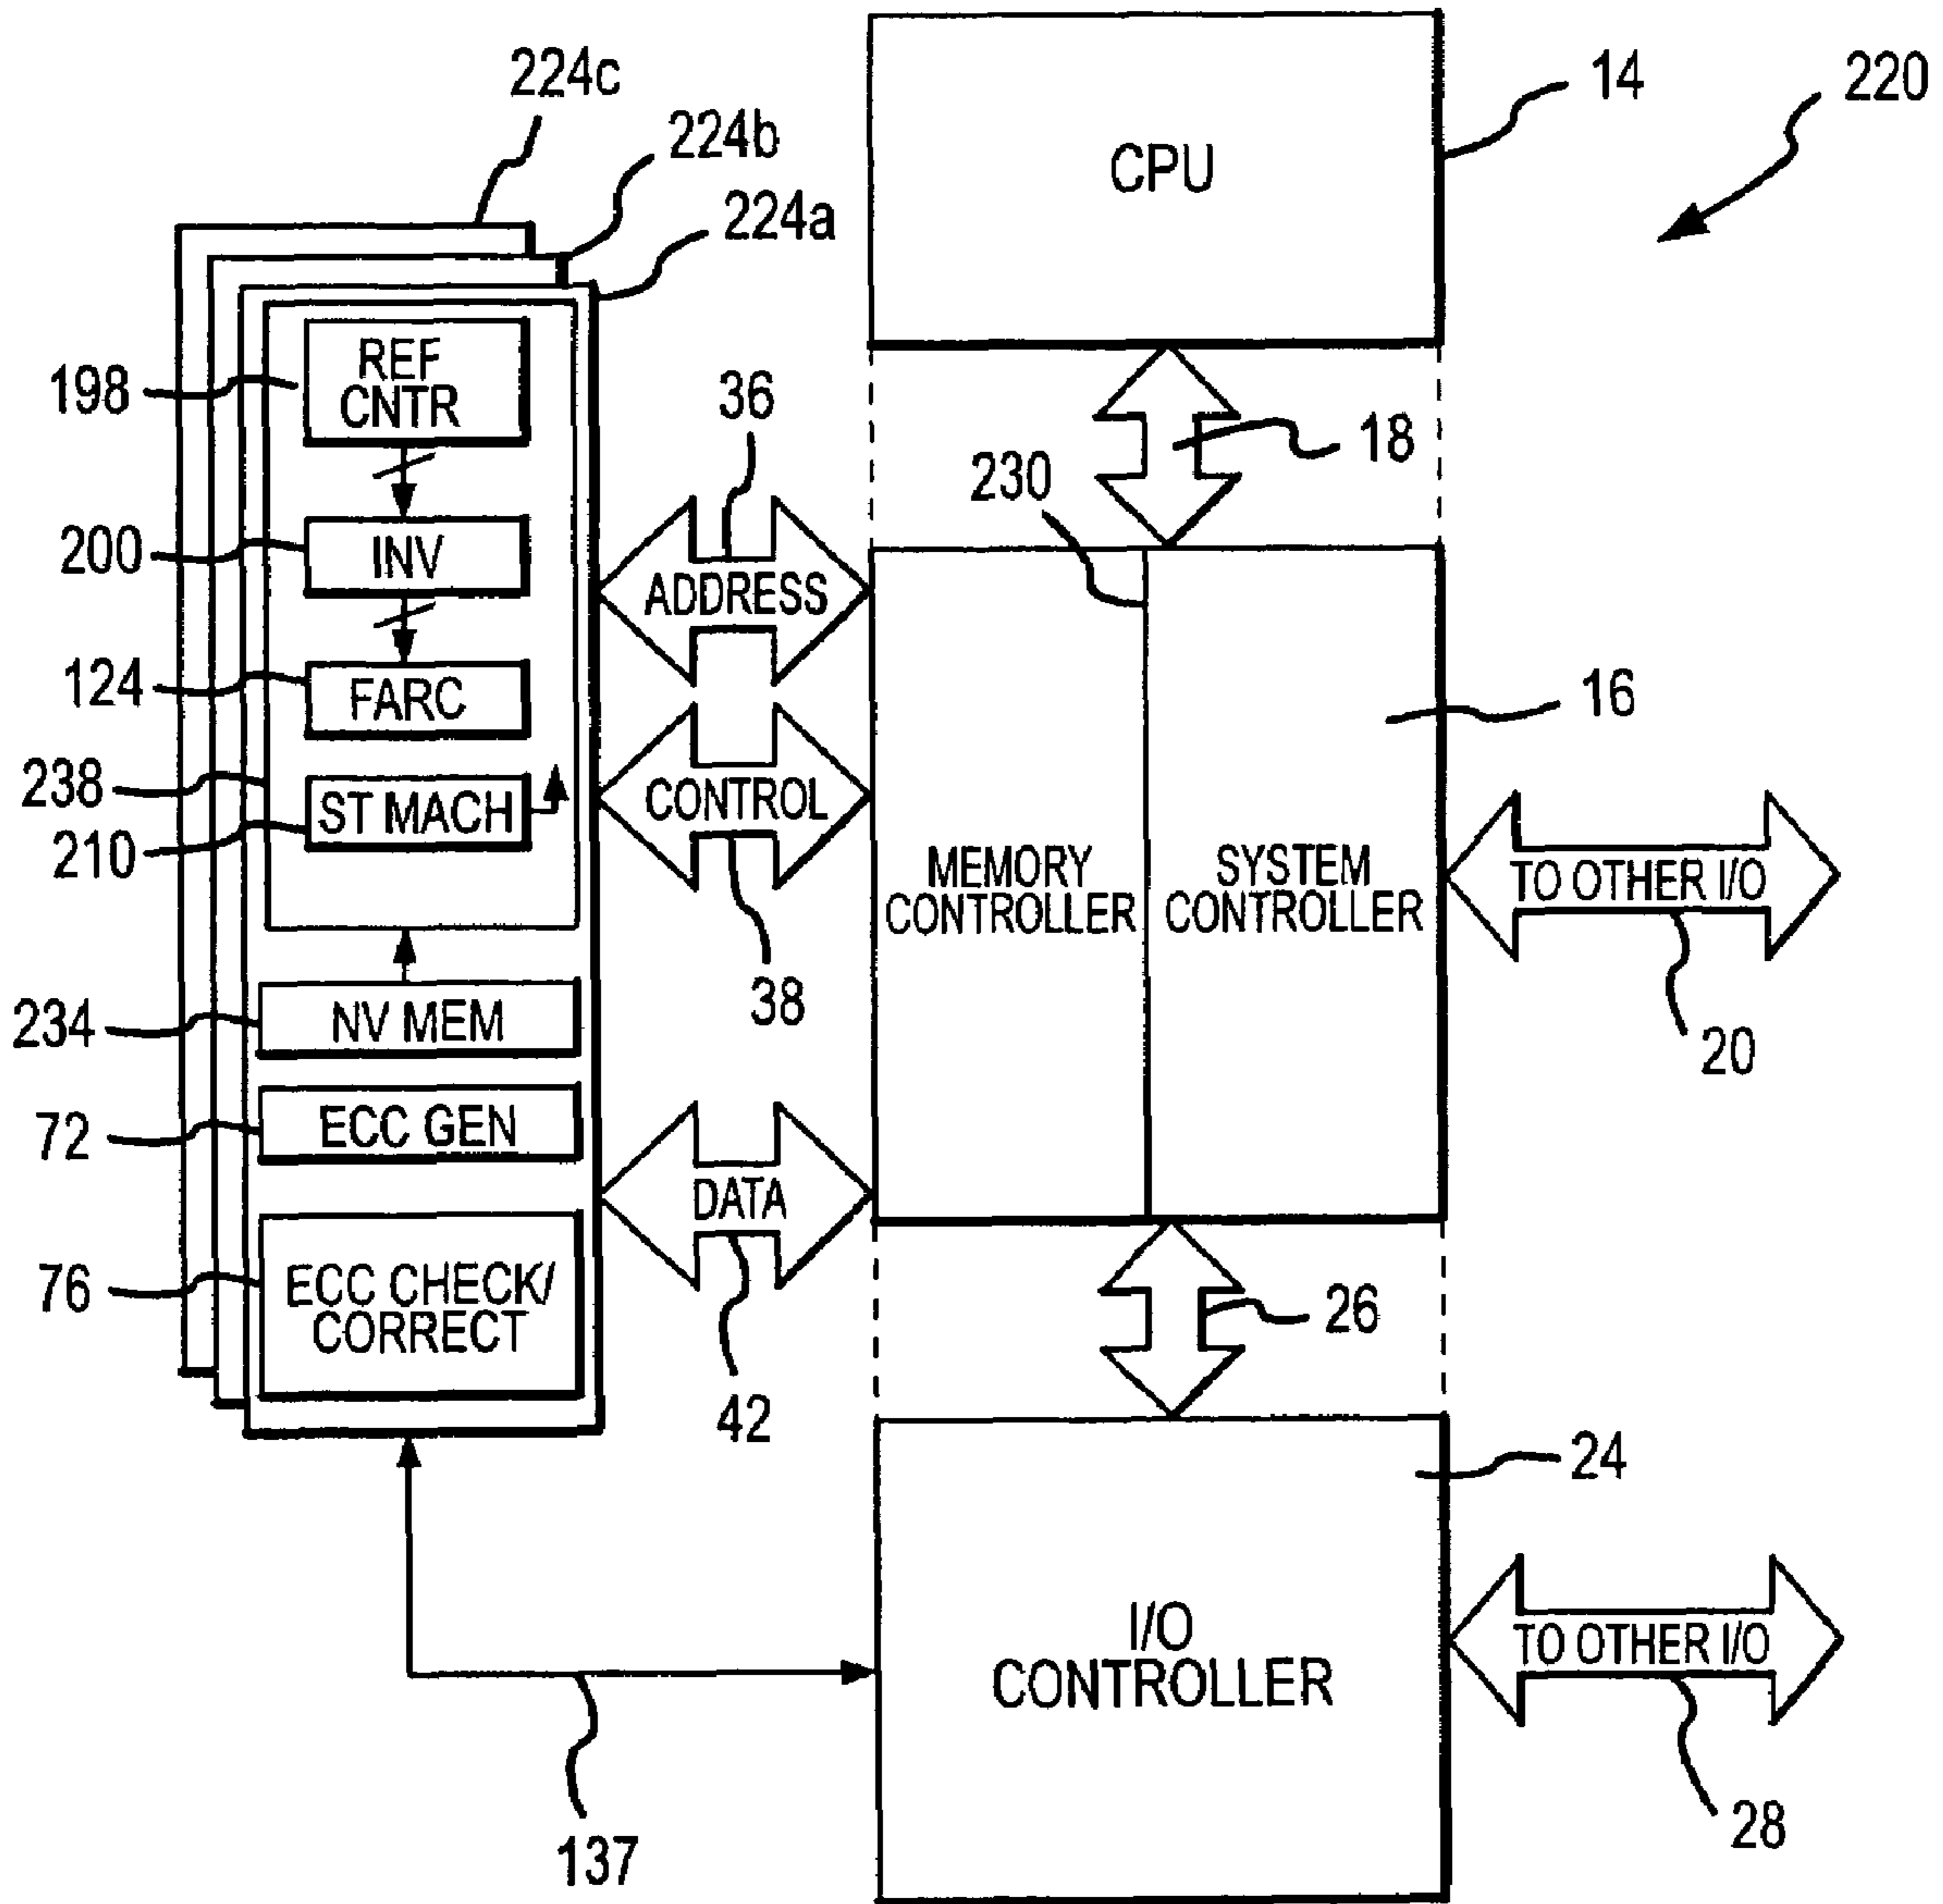 224c
224b
224a
14
220
CPU
198
REF
CNTR
36
18
230
200
INV
ADDRESS
124
FARC
16
238
ST MACH
CONTROL
210
MEMORY
CONTROLLER
SYSTEM
CONTROLLER
TO OTHER I/O
38
234
NV MEM
20
72
ECC GEN
DATA
76
ECC CHECK/
CORRECT
26
42
24
I/O
CONTROLLER
TO OTHER I/O
137
28